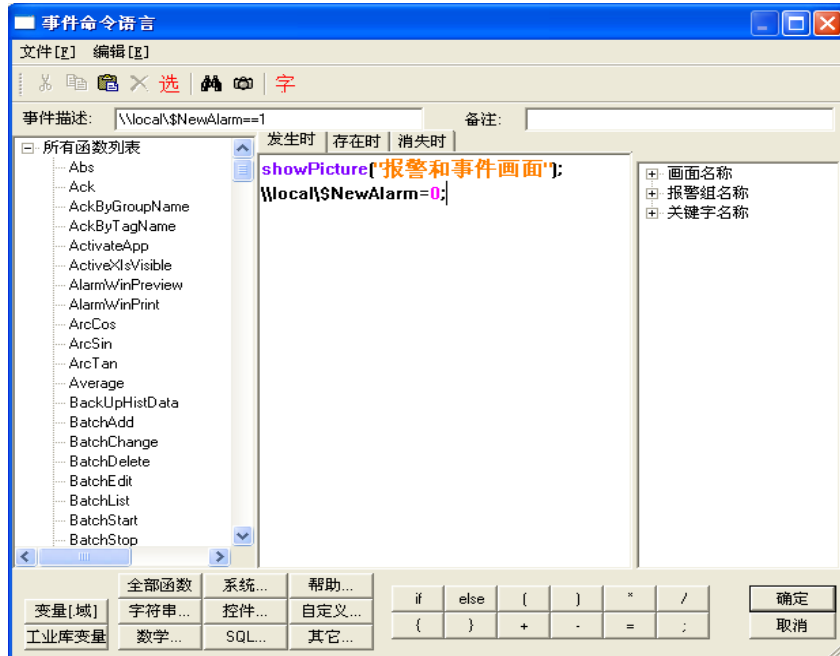 事件命令语言
文件[F] 编辑[E]
选 字
事件描述: \\local\$NewAlarm==1 备注:
所有函数列表
Abs
Ack
AckByGroupName
AckByTagName
ActivateApp
ActiveXIsVisible
AlarmWinPreview
AlarmWinPrint
ArcCos
ArcSin
ArcTan
Average
BackUpHistData
BatchAdd
BatchChange
BatchDelete
BatchEdit
BatchList
BatchStart
BatchStop
发生时 存在时 消失时
showPicture("报警和事件画面");
\\local\$NewAlarm=0;
画面名称
报警组名称
关键字名称
全部函数 系统... 帮助...
变量[.域] 字符串... 控件... 自定义...
工业库变量 数学... SQL... 其它...
if else ( ) * /
{ } + - = ;
确定
取消